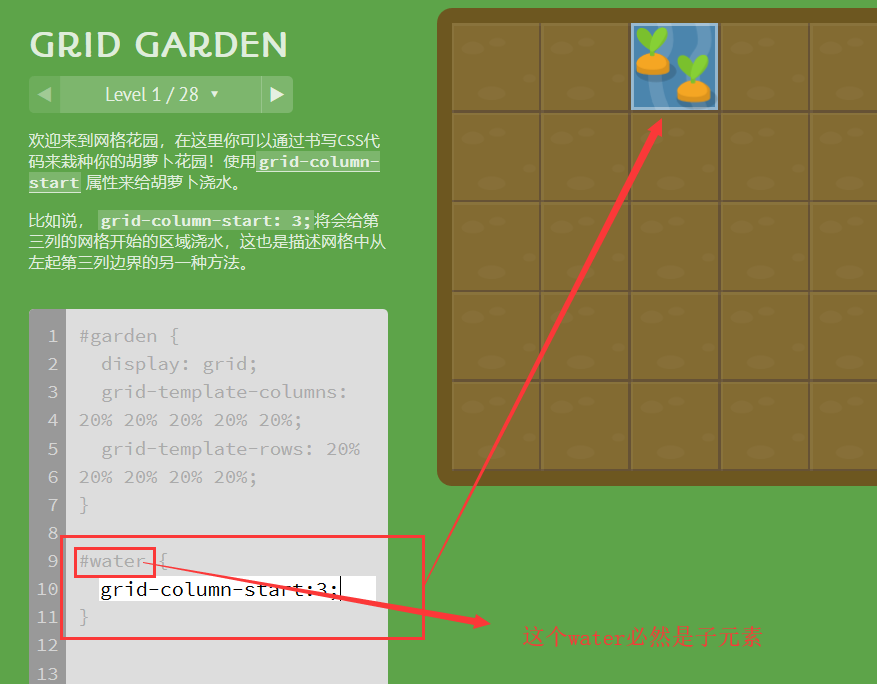 GRID GARDEN
Level 1 / 28
欢迎来到网格花园，在这里你可以通过书写CSS代
码来栽种你的胡萝卜花园！使用grid-column-
start 属性来给胡萝卜浇水。
比如说， grid-column-start: 3;将会给第
三列的网格开始的区域浇水，这也是描述网格中从
左起第三列边界的另一种方法。
1 #garden {
2 display: grid;
3 grid-template-columns:
4 20% 20% 20% 20% 20%;
5 grid-template-rows: 20%
6 20% 20% 20% 20%;
7 }
8
9 #water {
10 grid-column-start:3;
11 }
12
13
这个water必然是子元素